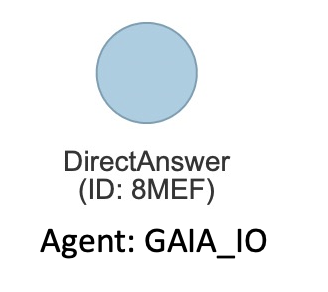 DirectAnswer
(ID: 8MEF)
Agent: GAIA_IO